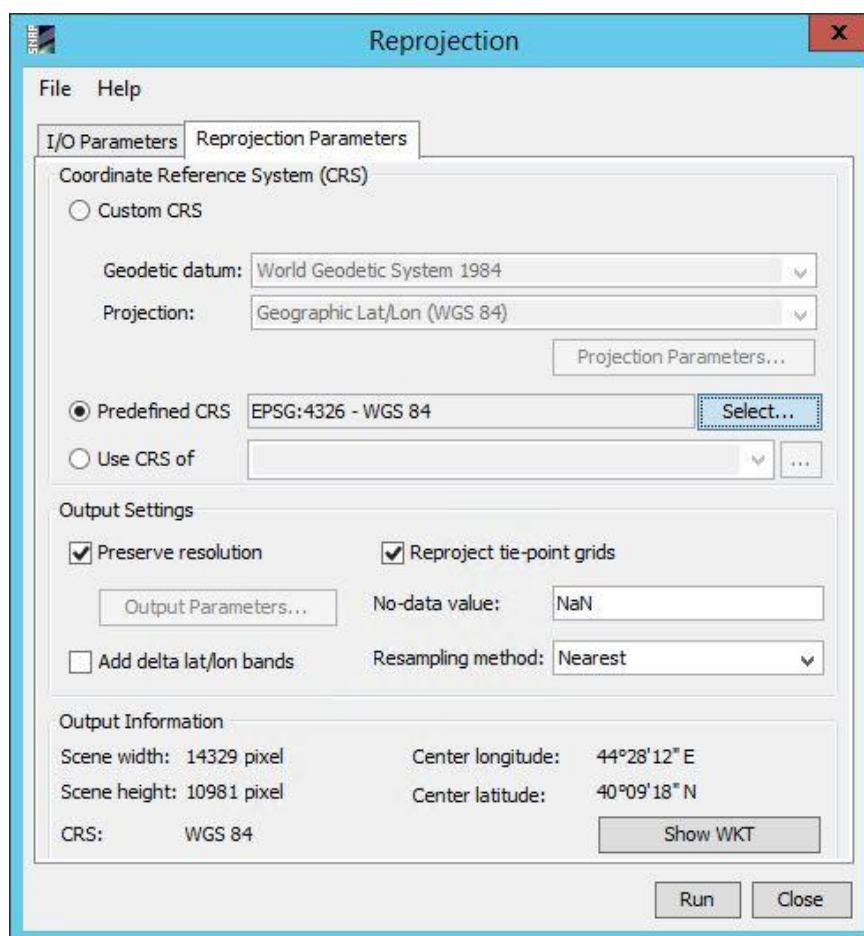 SNAP
Reprojection
x
File Help
I/O Parameters Reprojection Parameters
Coordinate Reference System (CRS)
Custom CRS
Geodetic datum: World Geodetic System 1984
Projection: Geographic Lat/Lon (WGS 84)
Projection Parameters...
Predefined CRS EPSG:4326 - WGS 84 Select...
Use CRS of ...
Output Settings
Preserve resolution Reproject tie-point grids
Output Parameters... No-data value: NaN
Add delta lat/lon bands Resampling method: Nearest
Output Information
Scene width: 14329 pixel Center longitude: 44°28'12" E
Scene height: 10981 pixel Center latitude: 40°09'18" N
CRS: WGS 84 Show WKT
Run Close